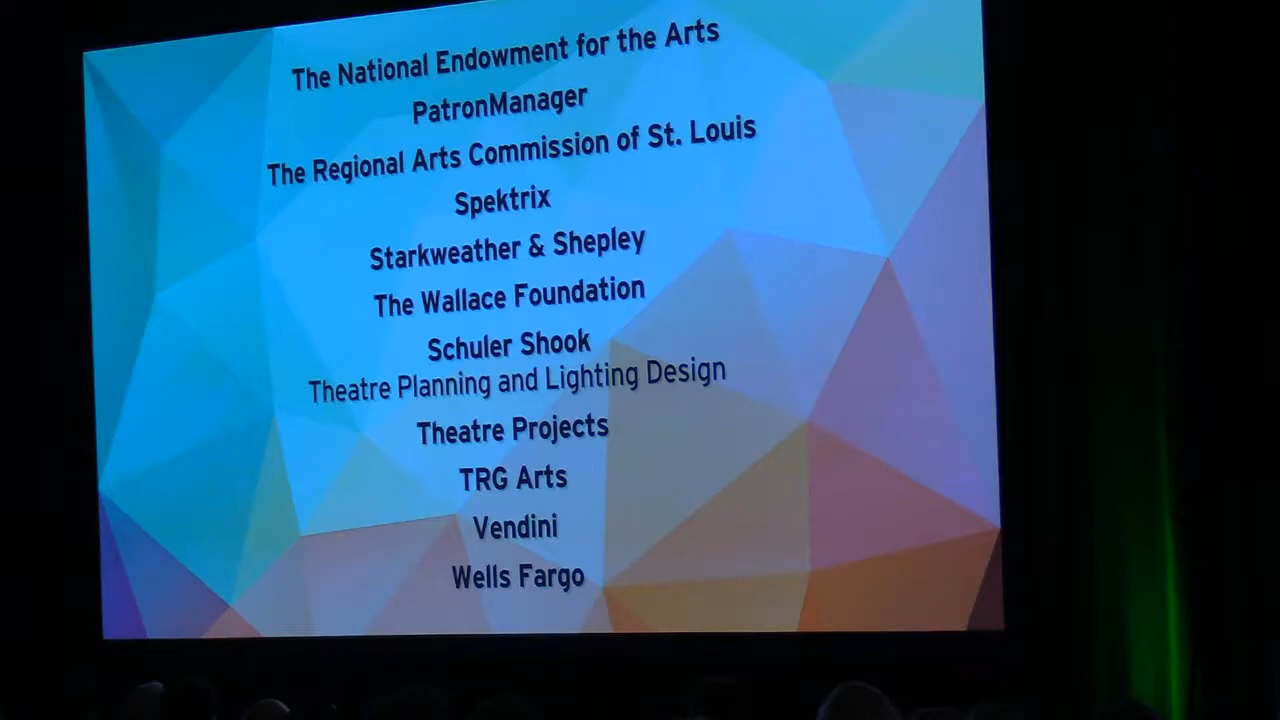 The National Endowment for the Arts
PatronManager
The Regional Arts Commission of St. Louis
Spektrix
Starkweather & Shepley
The Wallace Foundation
Schuler Shook
Theatre Planning and Lighting Design
Theatre Projects
TRG Arts
Vendini
Wells Fargo